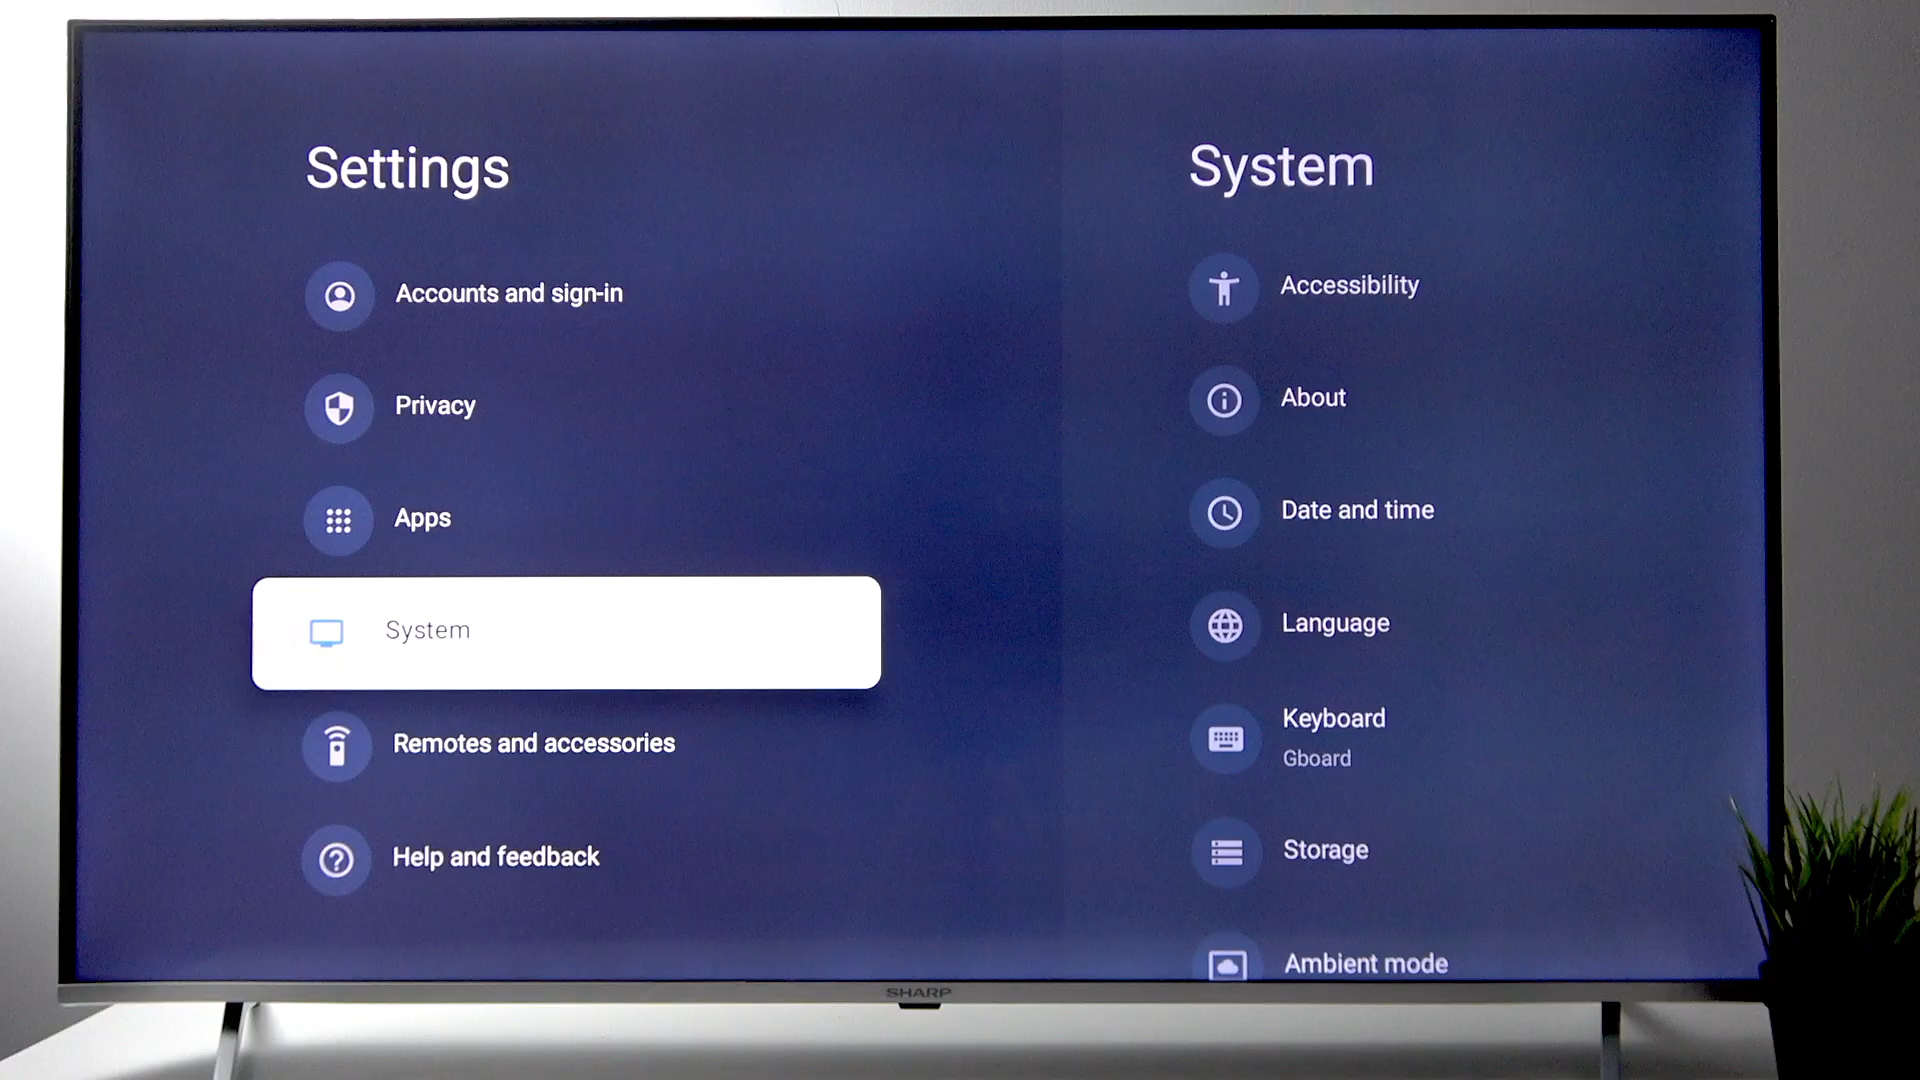 Settings
Accounts and sign-in
Privacy
Apps
System
Remotes and accessories
Help and feedback
System
Accessibility
About
Date and time
Language
Keyboard
Gboard
Storage
Ambient mode
SHARP